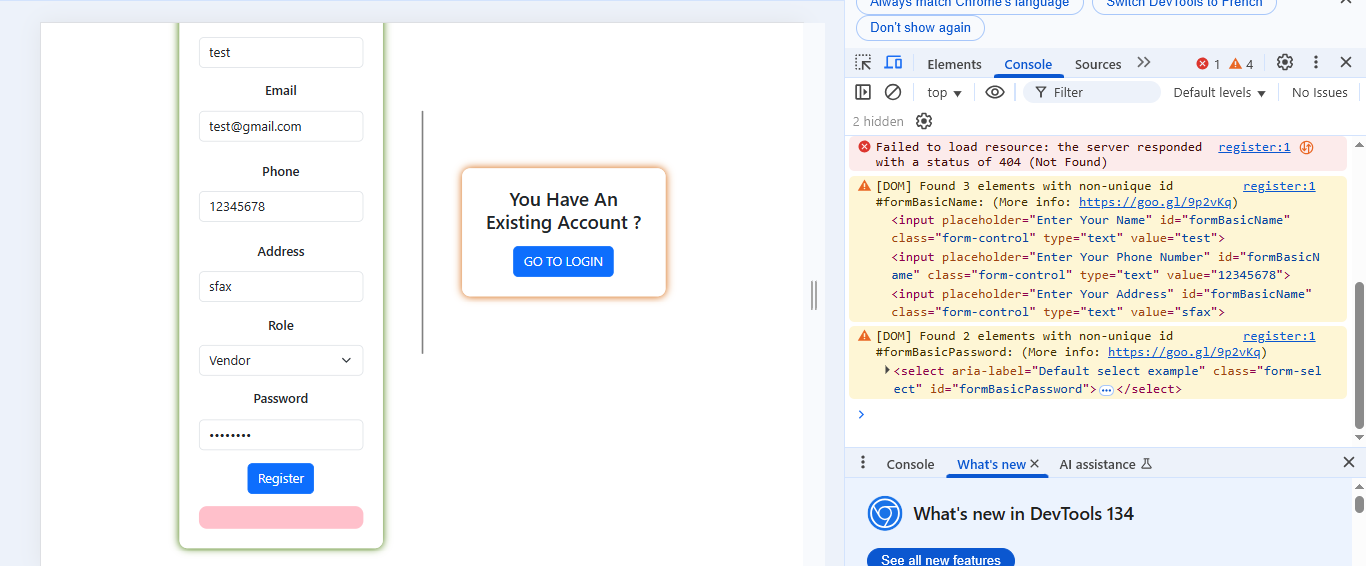 test
Email
test@gmail.com
Phone
12345678
Address
sfax
Role
Vendor
Password
••••••••
Register
You Have An
Existing Account ?
GO TO LOGIN
Always match Chrome's language
Switch DevTools to French
Don't show again
Elements
Console
Sources
1
4
top
Filter
Default levels
No Issues
2 hidden
Failed to load resource: the server responded register:1
with a status of 404 (Not Found)
[DOM] Found 3 elements with non-unique id register:1
#formBasicName: (More info: https://goo.gl/9p2vKq)
<input placeholder="Enter Your Name" id="formBasicName"
class="form-control" type="text" value="test">
<input placeholder="Enter Your Phone Number" id="formBasicN
ame" class="form-control" type="text" value="12345678">
<input placeholder="Enter Your Address" id="formBasicName"
class="form-control" type="text" value="sfax">
[DOM] Found 2 elements with non-unique id register:1
#formBasicPassword: (More info: https://goo.gl/9p2vKq)
<select aria-label="Default select example" class="form-sel
ect" id="formBasicPassword">…</select>
Console
What's new
AI assistance
What's new in DevTools 134
See all new features